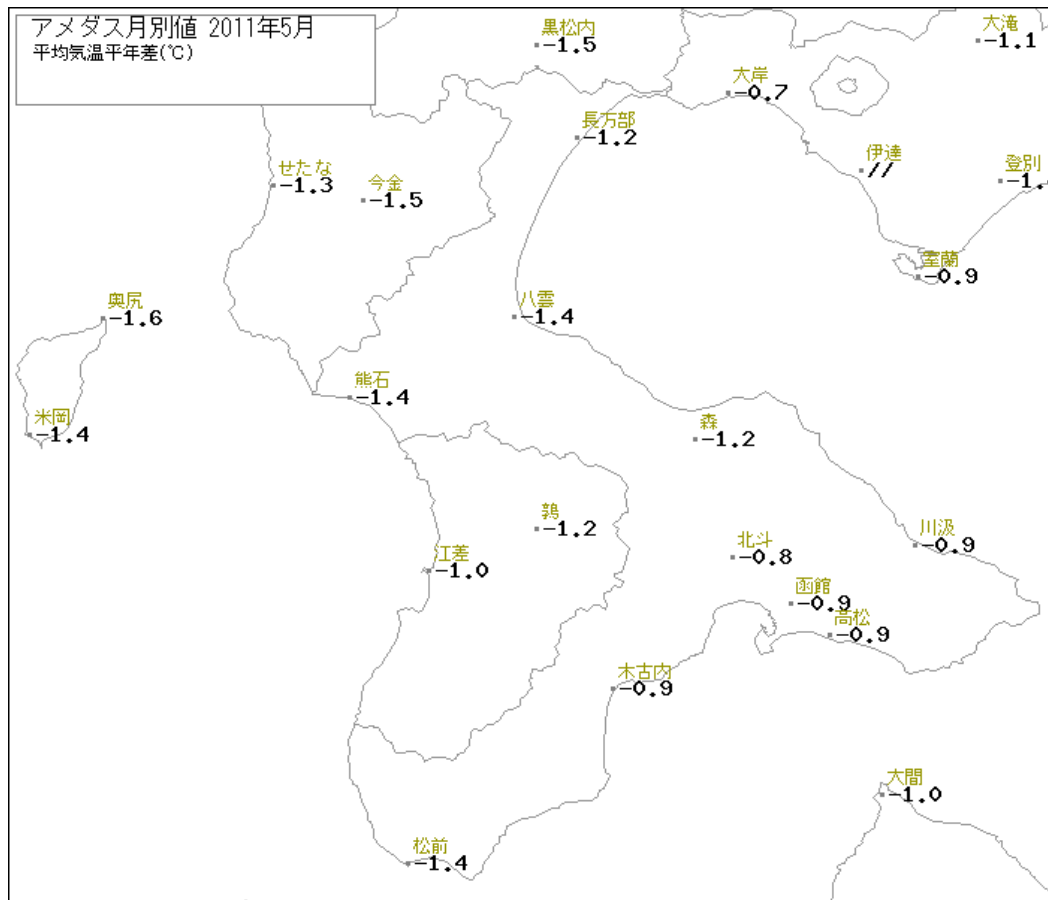 アメダス月別値 2011年5月
平均気温平年差(℃)
黒松内
-1.5
大滝
-1.1
大岸
-0.7
長万部
-1.2
伊達
//
登別
-1.
せたな
-1.3
今金
-1.5
室蘭
-0.9
奥尻
-1.6
八雲
-1.4
熊石
-1.4
米岡
-1.4
森
-1.2
鶉
-1.2
川汲
-0.9
北斗
-0.8
江差
-1.0
函館
-0.9
高松
-0.9
木古内
-0.9
大間
-1.0
松前
-1.4